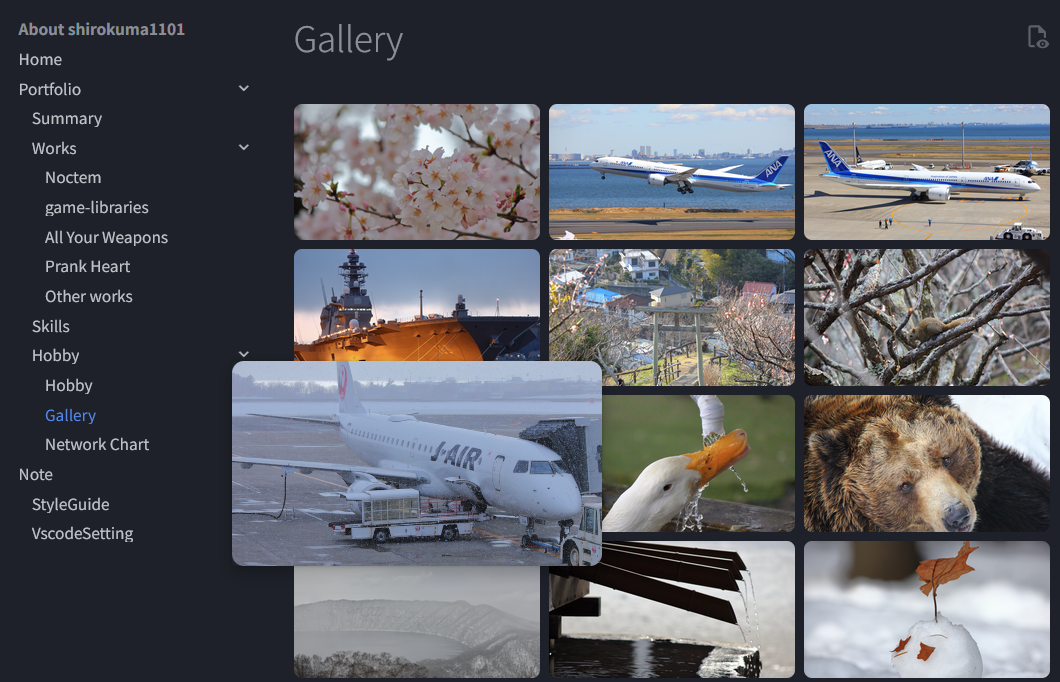 About shirokuma1101
Home
Portfolio
Summary
Works
Noctem
game-libraries
All Your Weapons
Prank Heart
Other works
Skills
Hobby
Hobby
Gallery
Network Chart
Note
StyleGuide
VscodeSetting
Gallery
ANA
ANA
ANA
J-AIR